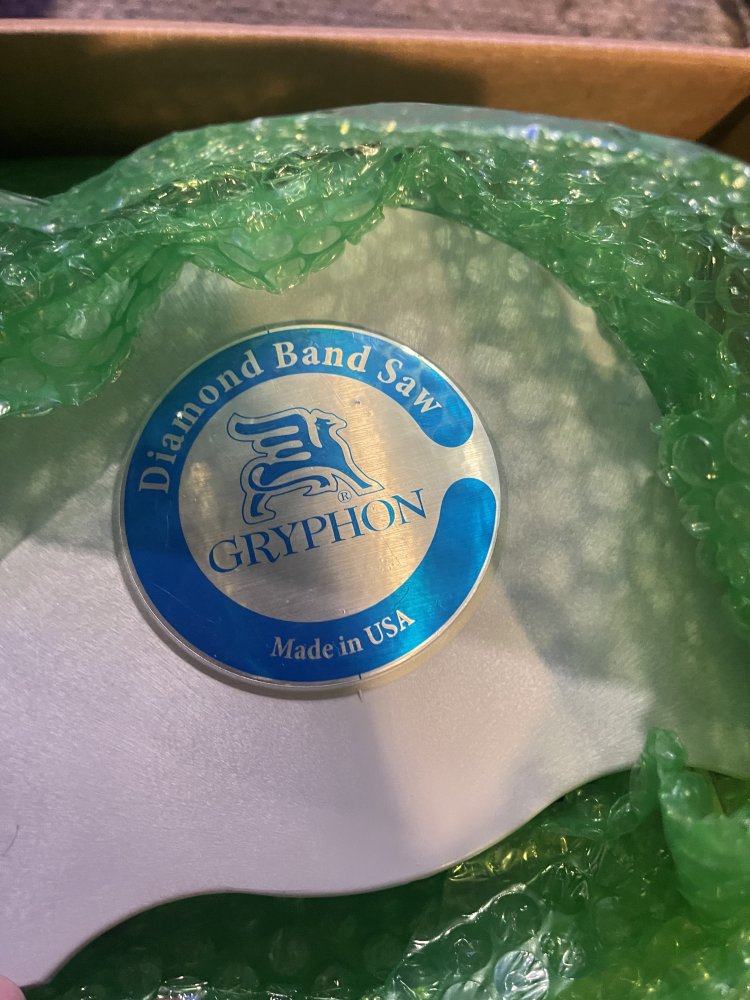 Diamond Band Saw
®
GRYPHON
Made in USA